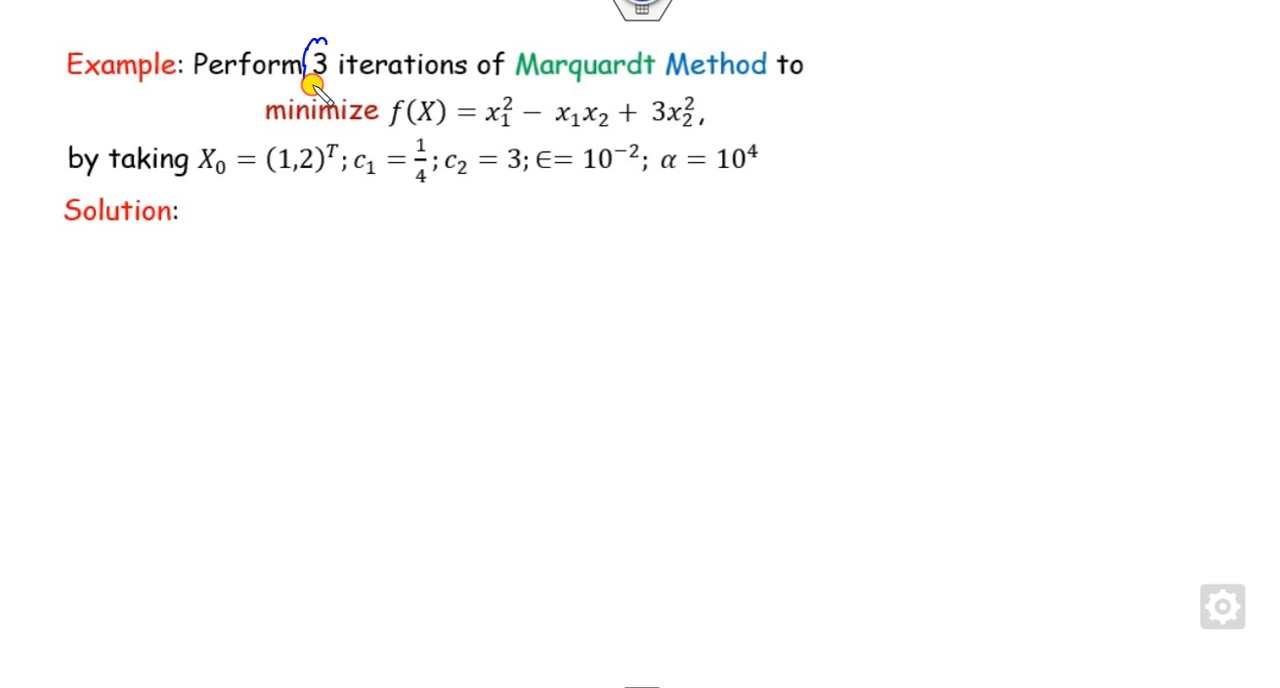 Example: Perform 3 iterations of Marquardt Method to
minimize f(X) = x₁² − x₁x₂ + 3x₂²,
by taking X₀ = (1,2)ᵀ; c₁ = 1/4; c₂ = 3; ∈= 10⁻²; α = 10⁴
Solution: